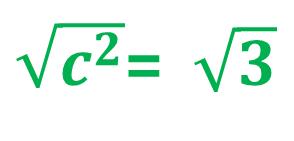 √c² = √3